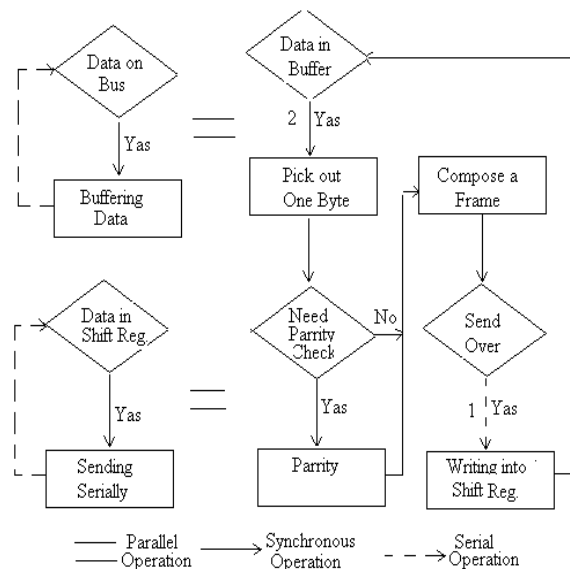 Data on
Bus
Yas
Buffering
Data
Data in
Buffer
2 Yas
Pick out
One Byte
Compose a
Frame
Data in
Shift Reg.
Yas
Sending
Serially
Need
Parrity
Check
No
Yas
Parrity
Send
Over
1 Yas
Writing into
Shift Reg.
Parallel
Operation
Synchronous
Operation
Serial
Operation